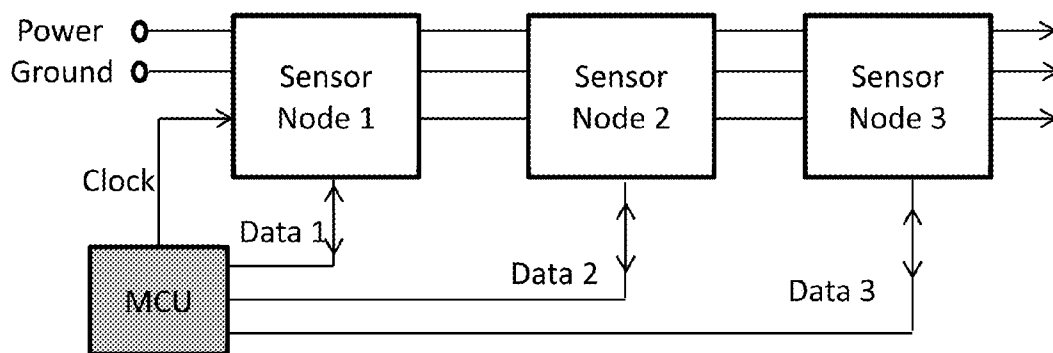 Power
Ground
Sensor
Node 1
Sensor
Node 2
Sensor
Node 3
Clock
Data 1
Data 2
Data 3
MCU